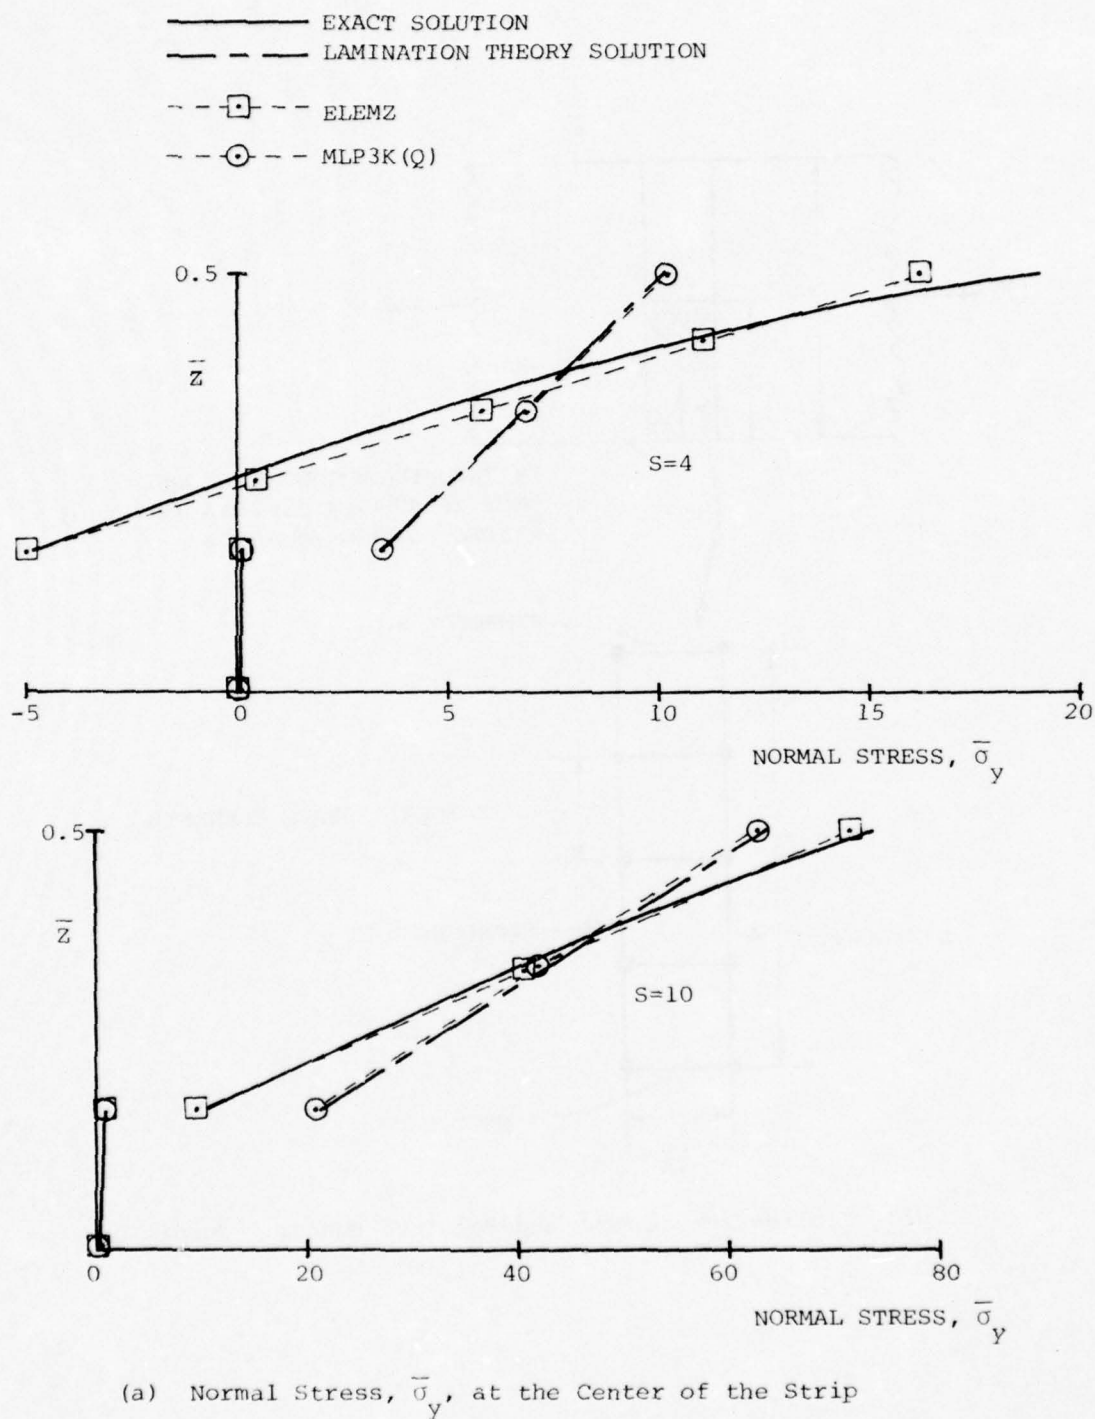 EXACT SOLUTION
LAMINATION THEORY SOLUTION
ELEMZ
MLP3K(Q)
0.5
z̅
S=4
-5 0 5 10 15 20
NORMAL STRESS, σ̅y
0.5
z̅
S=10
0 20 40 60 80
NORMAL STRESS, σ̅y
(a) Normal Stress, σ̅y, at the Center of the Strip